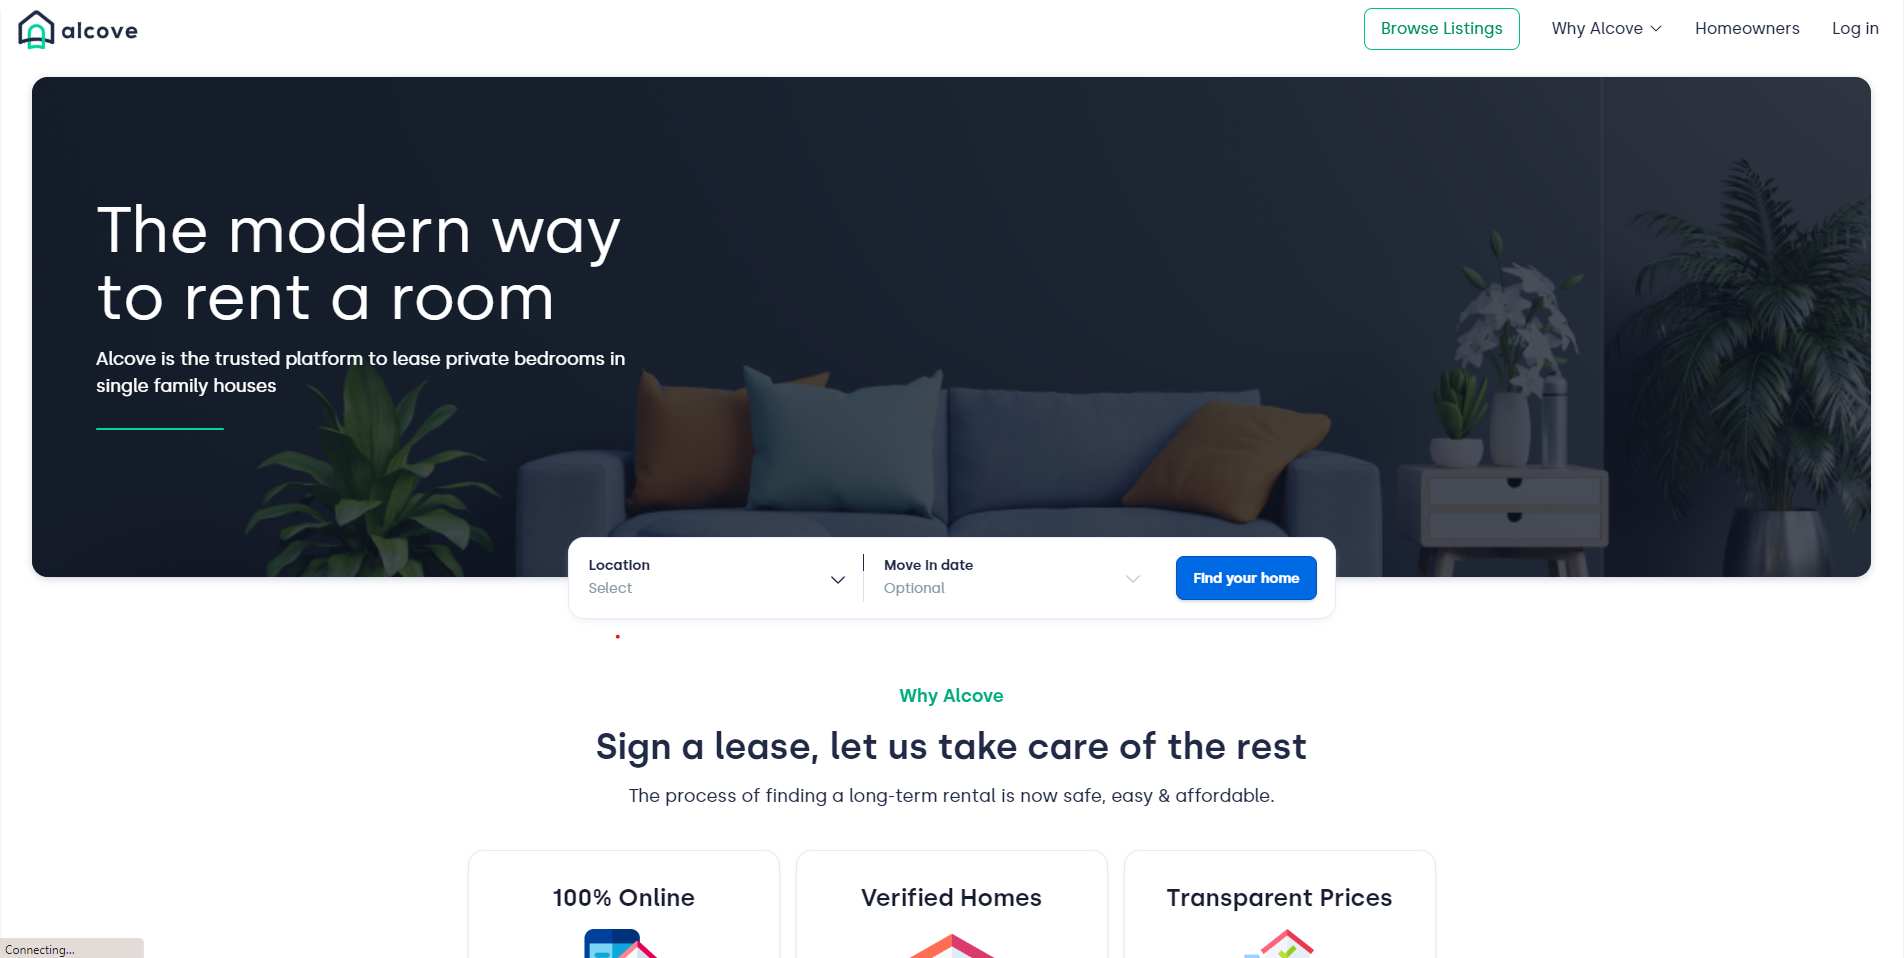 alcove
Browse Listings
Why Alcove
Homeowners
Log in
The modern way
to rent a room
Alcove is the trusted platform to lease private bedrooms in
single family houses
Location
Select
Move in date
Optional
Find your home
Why Alcove
Sign a lease, let us take care of the rest
The process of finding a long-term rental is now safe, easy & affordable.
100% Online
Verified Homes
Transparent Prices
Connecting...